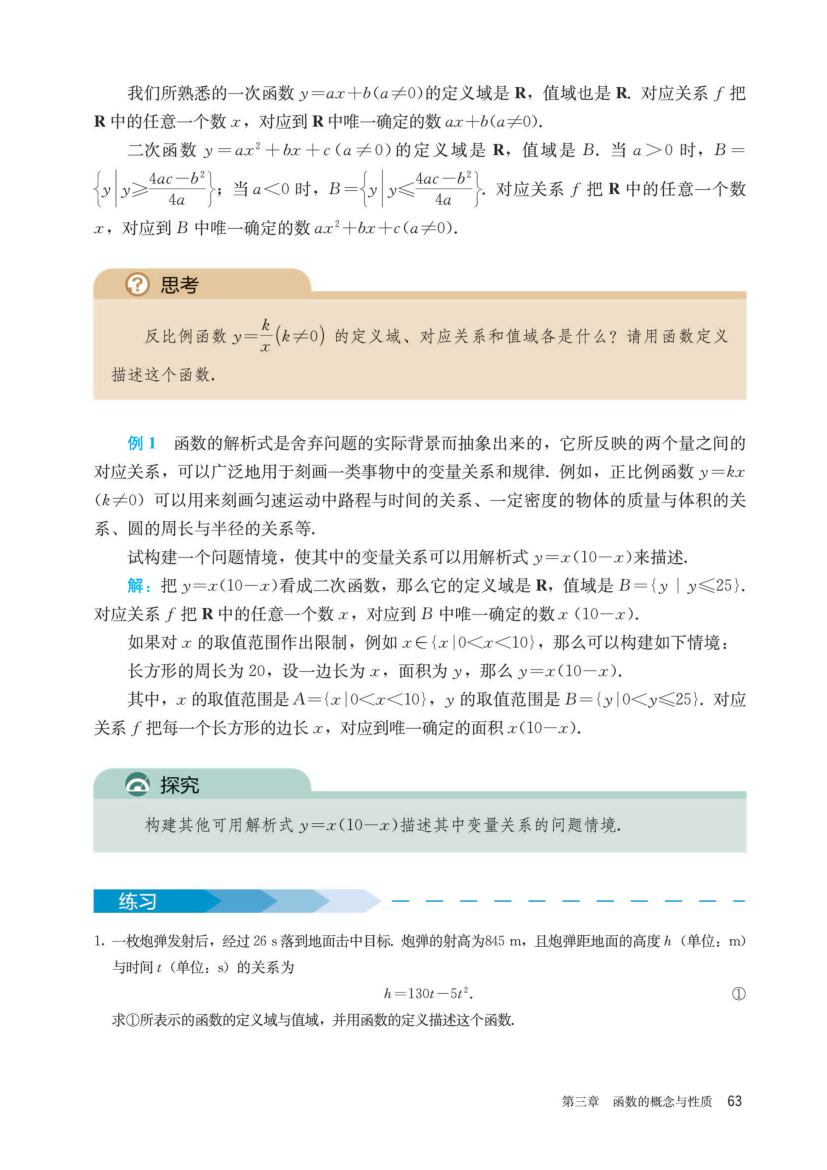 我们所熟悉的一次函数 y=ax+b(a≠0)的定义域是 R，值域也是 R. 对应关系 f 把
R 中的任意一个数 x，对应到 R 中唯一确定的数 ax+b(a≠0).
二次函数 y=ax²+bx+c(a≠0)的定义域是 R，值域是 B. 当 a>0 时，B=
{y|y≥(4ac-b²)/(4a)}；当 a<0 时，B={y|y≤(4ac-b²)/(4a)}. 对应关系 f 把 R 中的任意一个数
x，对应到 B 中唯一确定的数 ax²+bx+c(a≠0).
? 思考
反比例函数 y=k/x(k≠0) 的定义域、对应关系和值域各是什么？请用函数定义
描述这个函数.
例 1 函数的解析式是舍弃问题的实际背景而抽象出来的，它所反映的两个量之间的
对应关系，可以广泛地用于刻画一类事物中的变量关系和规律. 例如，正比例函数 y=kx
(k≠0) 可以用来刻画匀速运动中路程与时间的关系、一定密度的物体的质量与体积的关
系、圆的周长与半径的关系等.
试构建一个问题情境，使其中的变量关系可以用解析式 y=x(10-x)来描述.
解：把 y=x(10-x)看成二次函数，那么它的定义域是 R，值域是 B={y | y≤25}.
对应关系 f 把 R 中的任意一个数 x，对应到 B 中唯一确定的数 x (10-x).
如果对 x 的取值范围作出限制，例如 x∈{x|0<x<10}，那么可以构建如下情境：
长方形的周长为 20，设一边长为 x，面积为 y，那么 y=x(10-x).
其中，x 的取值范围是 A={x|0<x<10}，y 的取值范围是 B={y|0<y≤25}. 对应
关系 f 把每一个长方形的边长 x，对应到唯一确定的面积 x(10-x).
探究
构建其他可用解析式 y=x(10-x)描述其中变量关系的问题情境.
练习
1. 一枚炮弹发射后，经过 26 s 落到地面击中目标. 炮弹的射高为845 m，且炮弹距地面的高度 h（单位：m）
与时间 t（单位：s）的关系为
h=130t-5t². ①
求①所表示的函数的定义域与值域，并用函数的定义描述这个函数.
第三章 函数的概念与性质 63